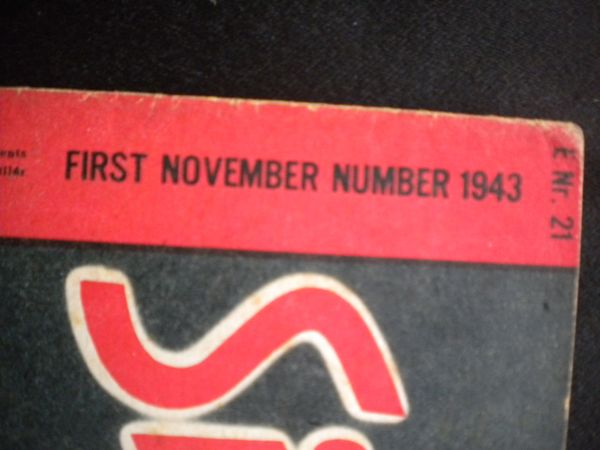 FIRST NOVEMBER NUMBER 1943
E Nr. 21
S